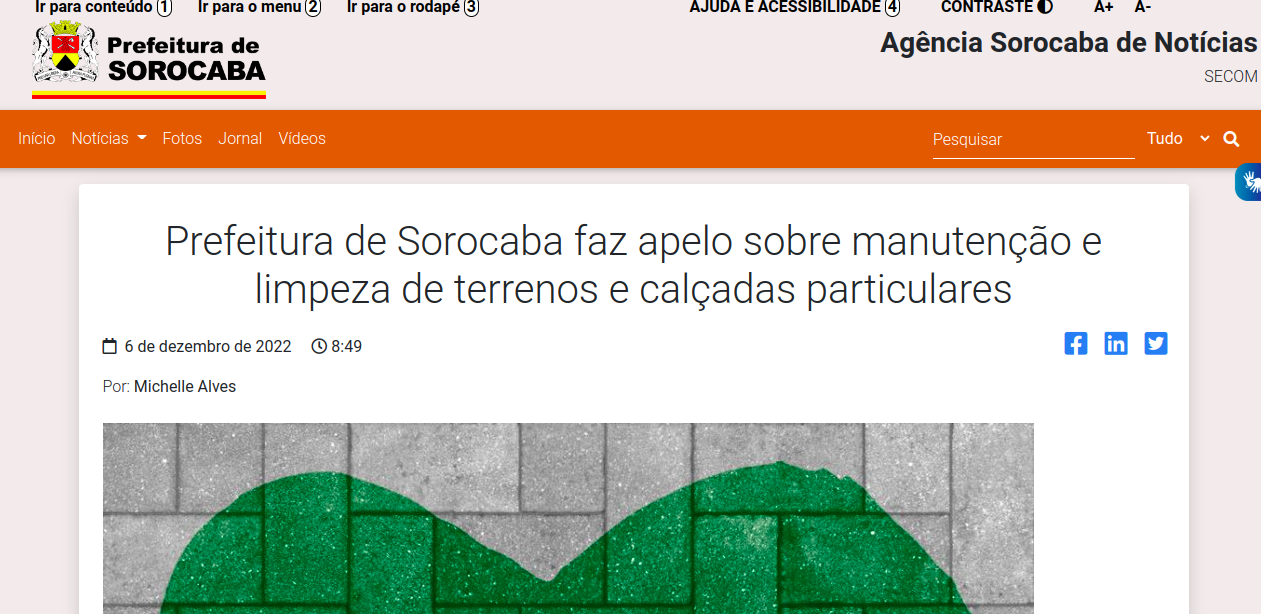 Ir para conteúdo 1 Ir para o menu 2 Ir para o rodapé 3 AJUDA E ACESSIBILIDADE 4 CONTRASTE A+ A-
Prefeitura de
SOROCABA
Agência Sorocaba de Notícias
SECOM
Início Notícias Fotos Jornal Vídeos Pesquisar Tudo
Prefeitura de Sorocaba faz apelo sobre manutenção e
limpeza de terrenos e calçadas particulares
6 de dezembro de 2022 8:49
Por: Michelle Alves